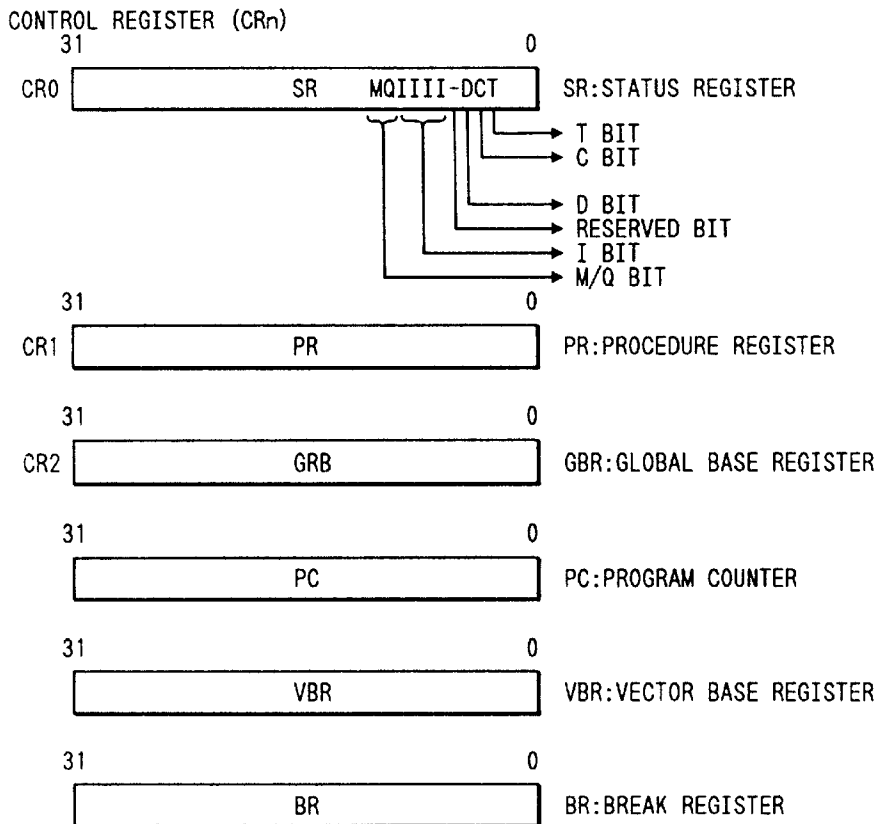 CONTROL REGISTER (CRn)
31 0
CR0 SR MQIIII-DCT SR:STATUS REGISTER
T BIT
C BIT
D BIT
RESERVED BIT
I BIT
M/Q BIT
31 0
CR1 PR PR:PROCEDURE REGISTER
31 0
CR2 GRB GBR:GLOBAL BASE REGISTER
31 0
PC PC:PROGRAM COUNTER
31 0
VBR VBR:VECTOR BASE REGISTER
31 0
BR BR:BREAK REGISTER